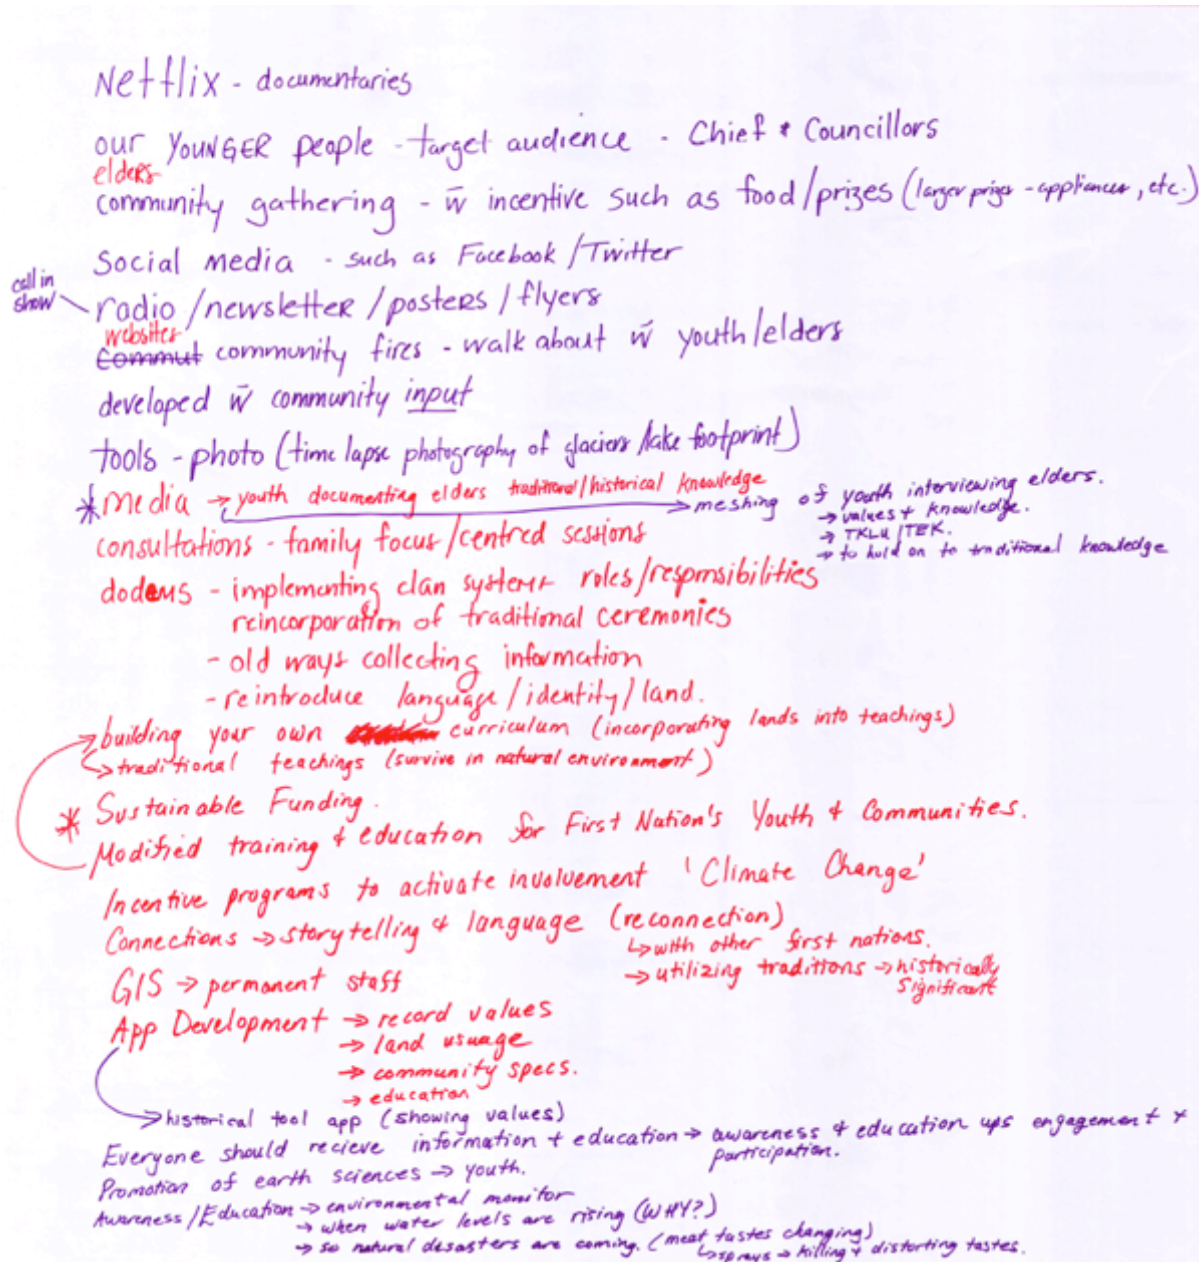 Netflix - documentaries
our YOUNGER people - target audience - Chief + Councillors
elders
community gathering - w̄ incentive such as food/prizes (larger prizes - appliances, etc.)
Social media - such as Facebook/Twitter
call in show
radio/newsletter/posters/flyers
websites
Commut community fires - walk about w̄ youth/elders
developed w̄ community input
tools - photo (time lapse photography of glaciers/lake footprint)
* media → youth documenting elders traditional/historical knowledge
→ meshing of youth interviewing elders.
→ values + knowledge.
→ TKLU/TEK.
→ to hold on to traditional knowledge
consultations - family focus/centred sessions
dodems - implementing clan systems roles/responsibilities
reincorporation of traditional ceremonies
- old ways collecting information
- reintroduce language/identity/land.
building your own curriculum (incorporating lands into teachings)
↳ traditional teachings (survive in natural environment)
* Sustainable Funding.
Modified training + education for First Nation's Youth + Communities.
Incentive programs to activate involvement 'Climate Change'
Connections → storytelling + language (reconnection)
↳ with other first nations.
→ utilizing traditions → historically significant
GIS → permanent staff
App Development → record values
→ land usuage
→ community specs.
→ education
→ historical tool app (showing values)
Everyone should recieve information + education → awareness + education ups engagement + participation.
Promotion of earth sciences → youth.
Awareness/Education → environmental monitor
→ when water levels are rising (WHY?)
→ so natural desasters are coming. (meat tastes changing)
↳ sprays → killing + distorting tastes.